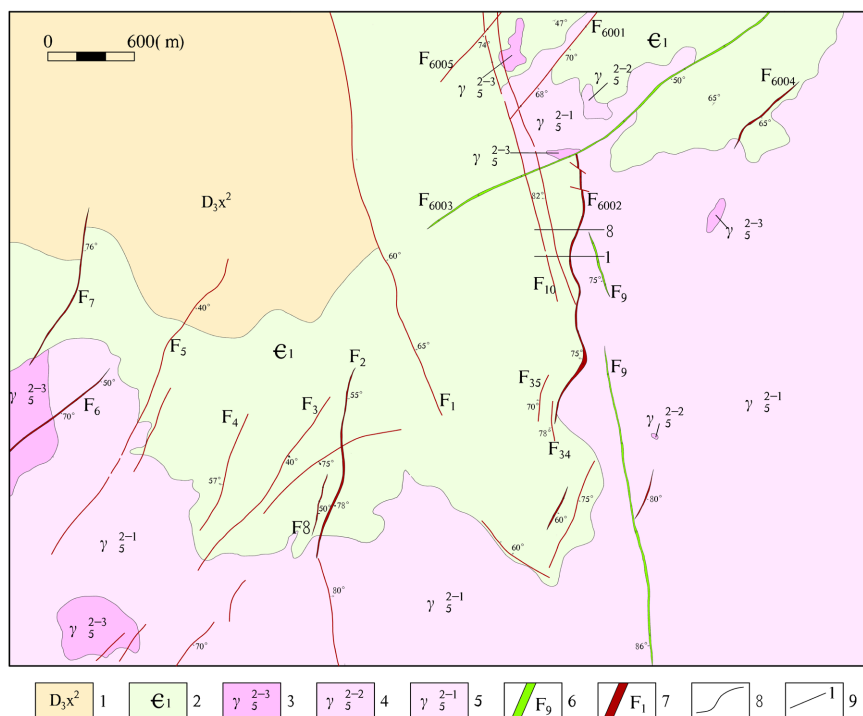 0 600( m)
47°
Є1
F6001
74°
70°
F6005
γ 2-3 5
γ 2-2 5
50°
F6004
68°
65°
γ 2-1 5
65°
γ 2-3 5
D3x2
F6003
82°
F6002
γ 2-3 5
76°
60°
8
1
F7
F10
75°
F9
40°
F5
Є1
65°
F2
75°
F9
γ 2-3 5
50°
F6
70°
F4
F3
55°
F1
F35
70°
γ 2-2 5
γ 2-1 5
78°
F34
40°
75°
57°
75°
80°
F8
50°
78°
60°
γ 2-1 5
60°
80°
γ 2-1 5
γ 2-3 5
70°
86°
D3x2 1
Є1 2
γ 2-3 5 3
γ 2-2 5 4
γ 2-1 5 5
F9 6
F1 7
8
1 9